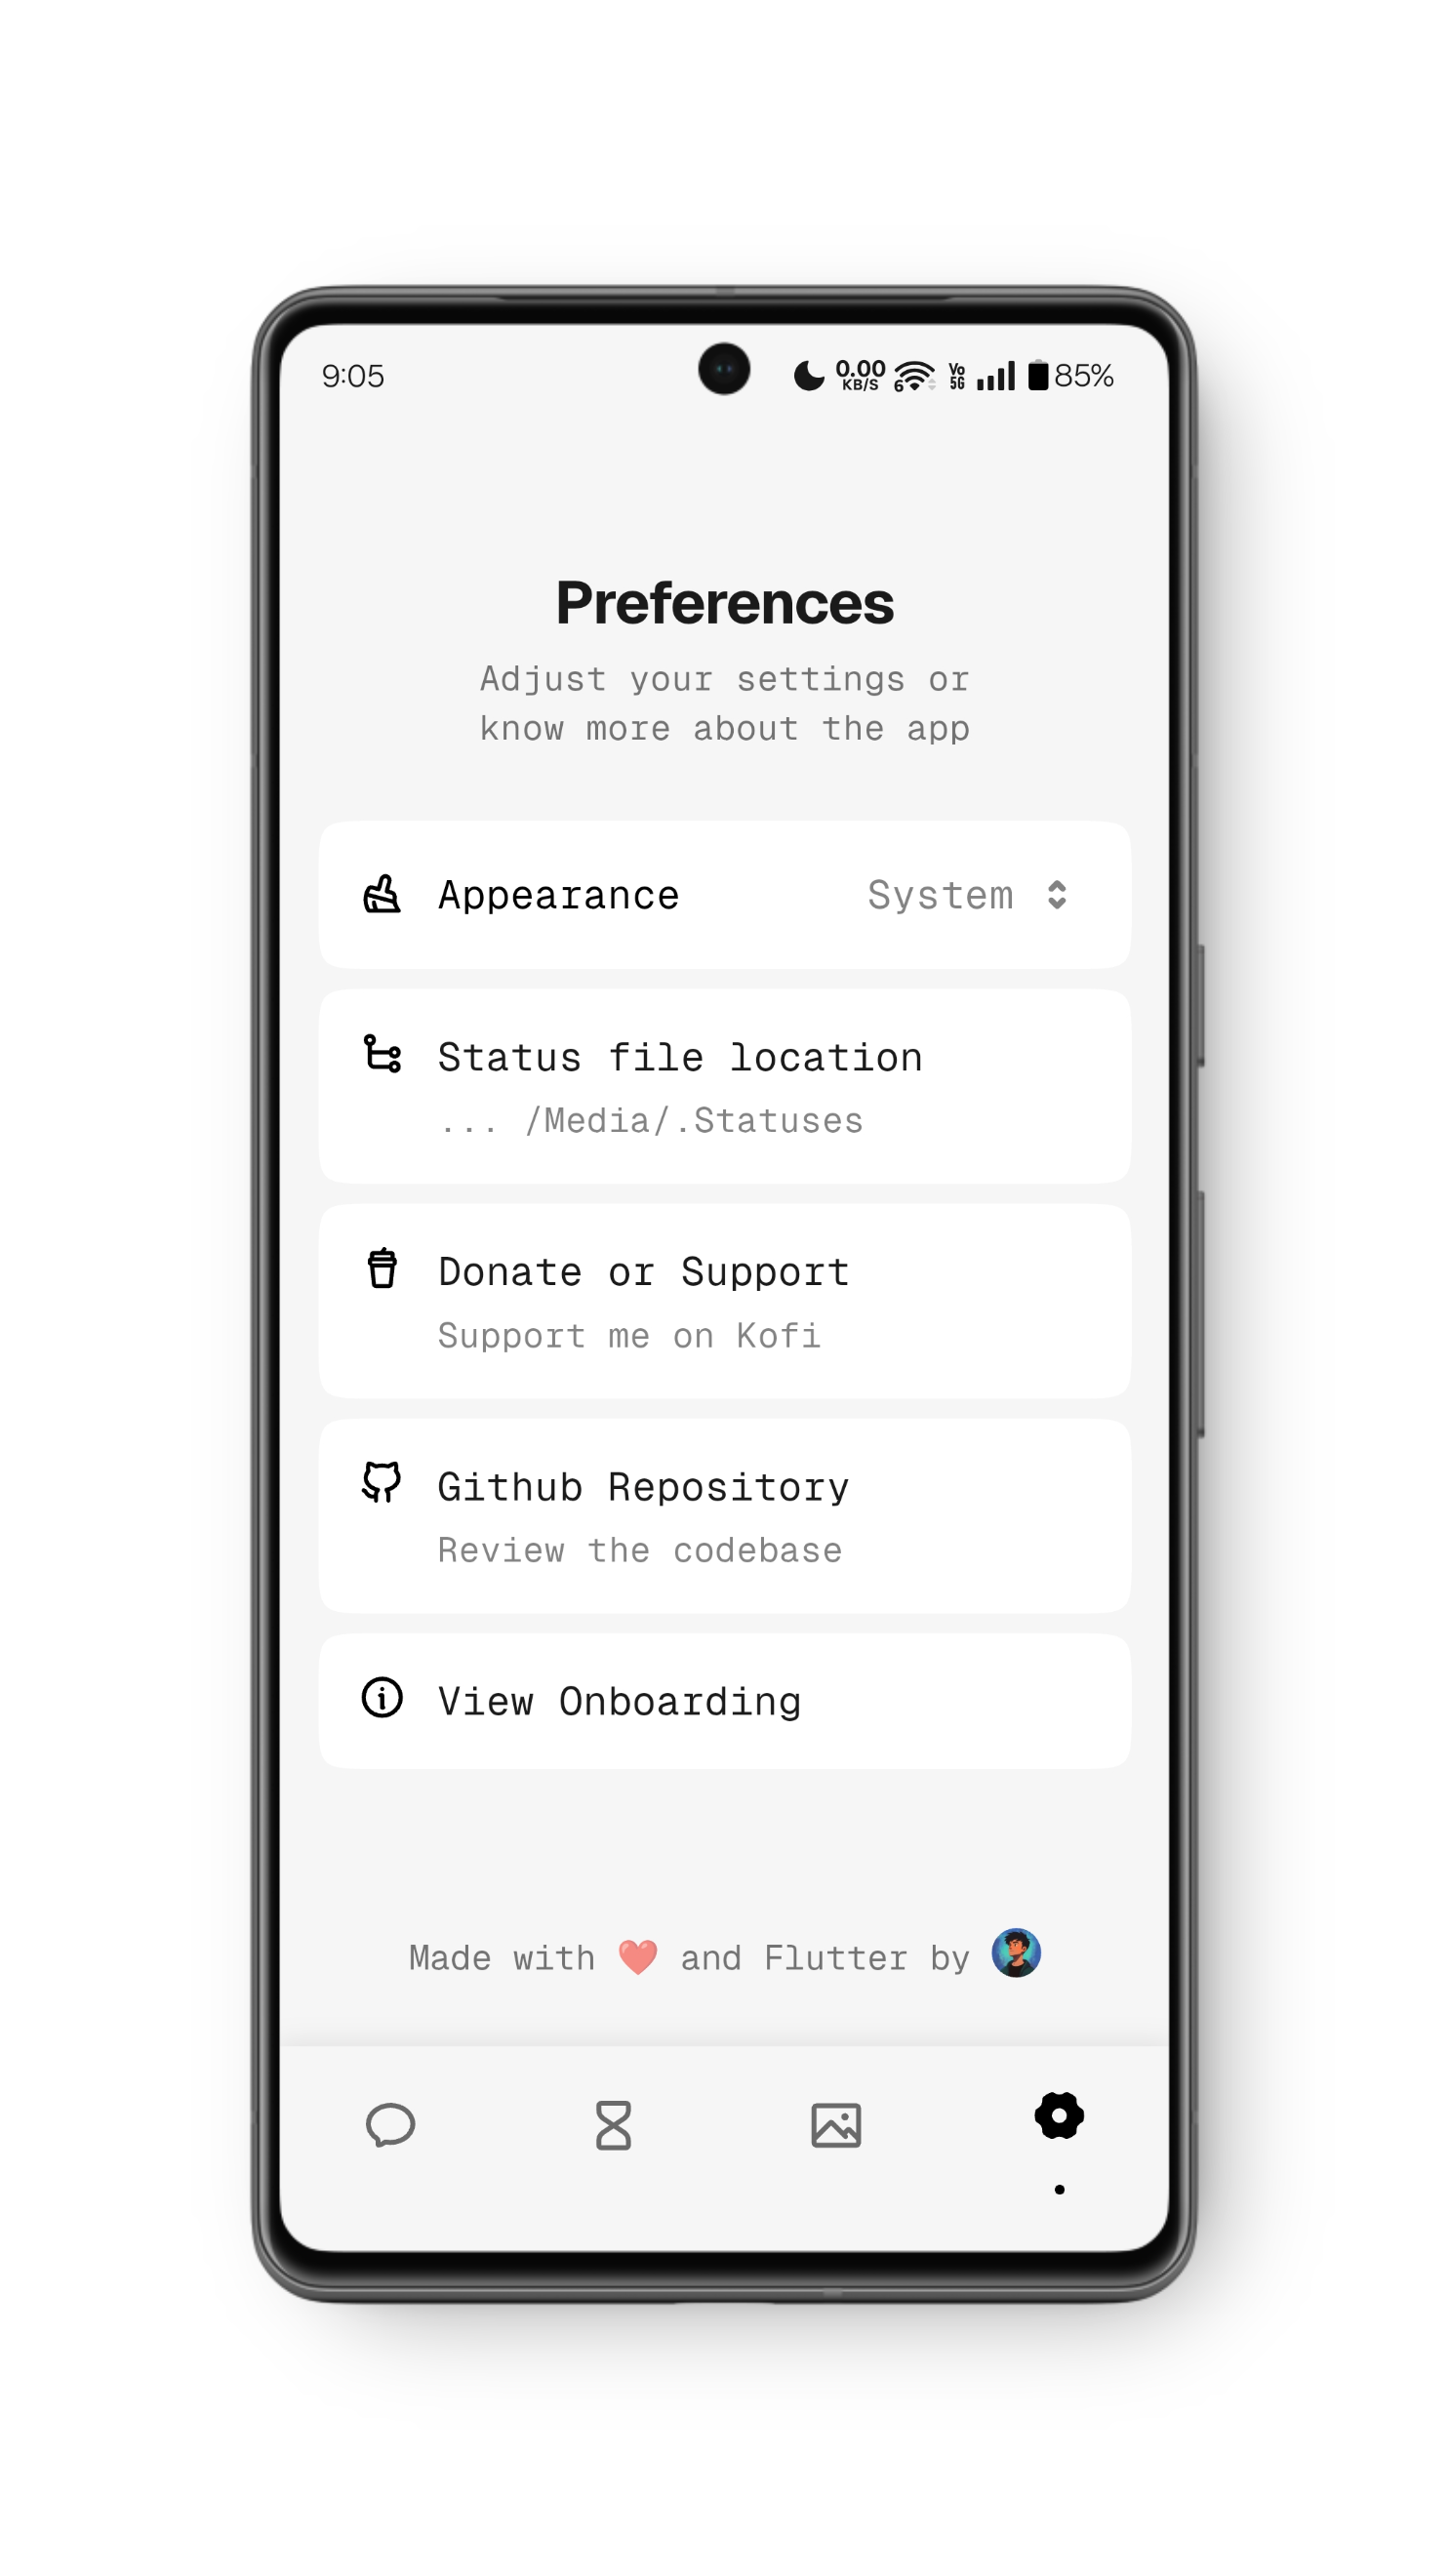 9:05
0.00
KB/S
6
Vo
5G
85%
Preferences
Adjust your settings or
know more about the app
Appearance
System
Status file location
... /Media/.Statuses
Donate or Support
Support me on Kofi
Github Repository
Review the codebase
View Onboarding
Made with ❤️ and Flutter by